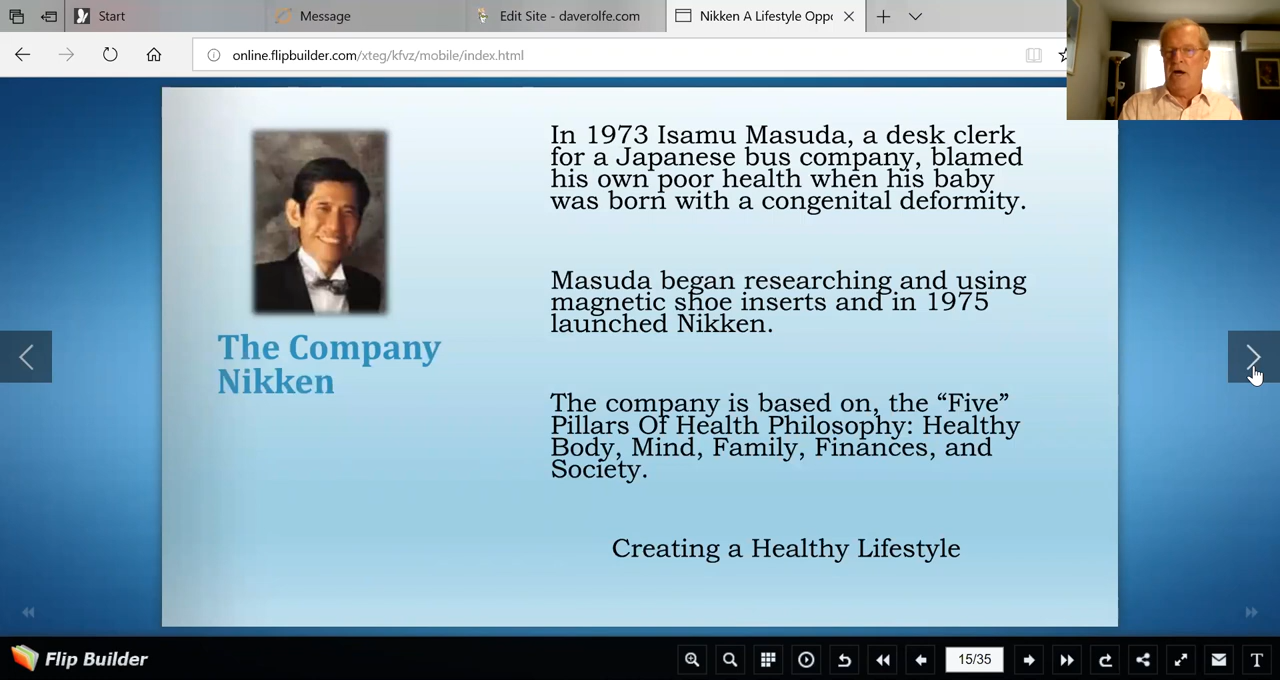 Start
Message
Edit Site - daverolfe.com
Nikken A Lifestyle Oppo
online.flipbuilder.com/xteg/kfvz/mobile/index.html
In 1973 Isamu Masuda, a desk clerk
for a Japanese bus company, blamed
his own poor health when his baby
was born with a congenital deformity.
Masuda began researching and using
magnetic shoe inserts and in 1975
launched Nikken.
The Company
Nikken
The company is based on, the “Five”
Pillars Of Health Philosophy: Healthy
Body, Mind, Family, Finances, and
Society.
Creating a Healthy Lifestyle
Flip Builder
15/35
T